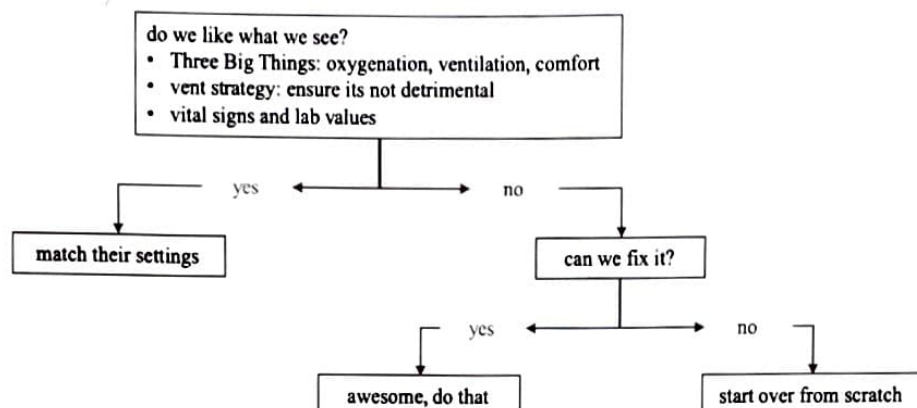 do we like what we see?
• Three Big Things: oxygenation, ventilation, comfort
• vent strategy: ensure its not detrimental
• vital signs and lab values
yes
no
match their settings
can we fix it?
yes
no
awesome, do that
start over from scratch